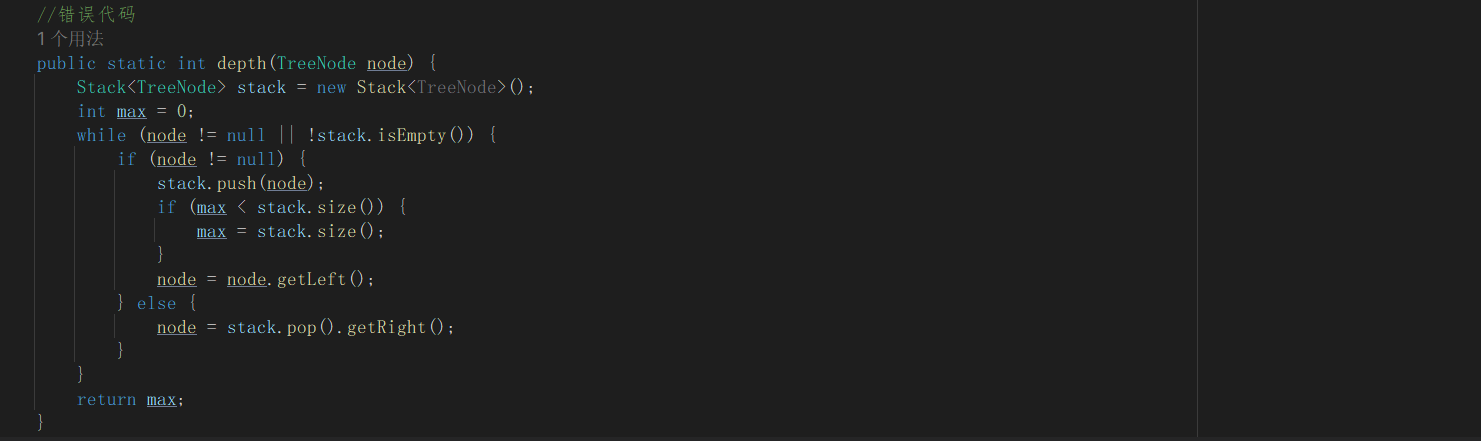 //错误代码
1 个用法
public static int depth(TreeNode node) {
Stack<TreeNode> stack = new Stack<TreeNode>();
int max = 0;
while (node != null || !stack.isEmpty()) {
if (node != null) {
stack.push(node);
if (max < stack.size()) {
max = stack.size();
}
node = node.getLeft();
} else {
node = stack.pop().getRight();
}
}
return max;
}